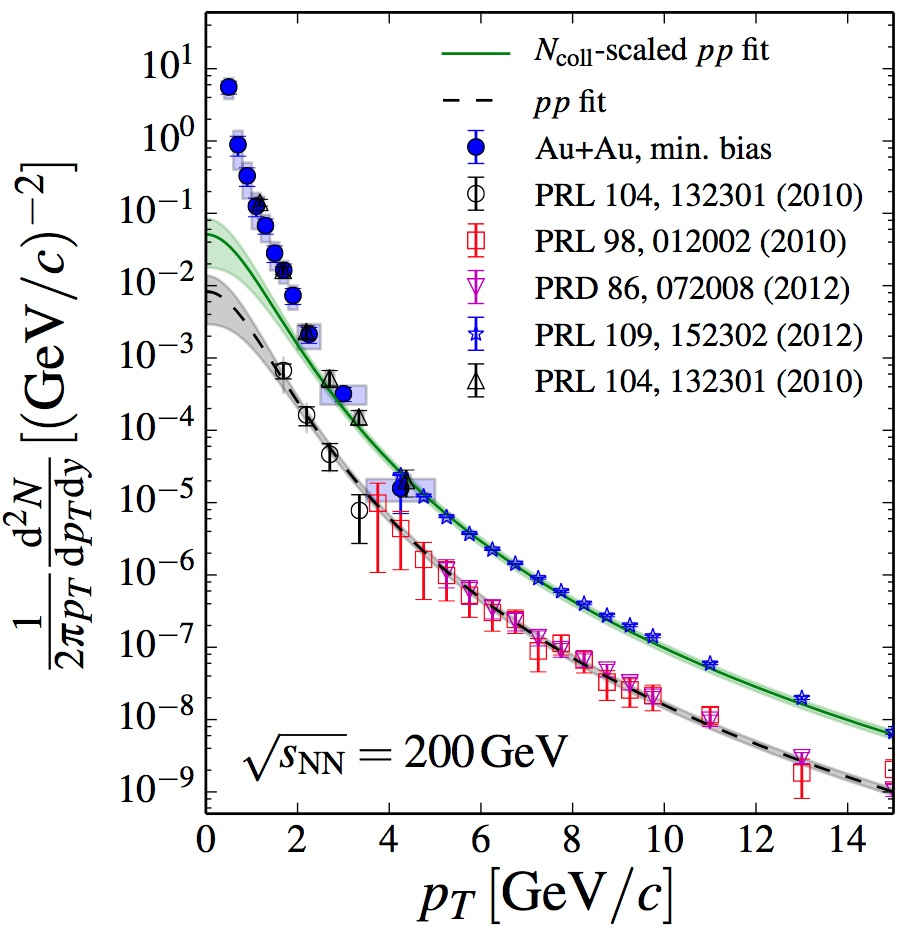 N_coll-scaled pp fit
pp fit
Au+Au, min. bias
PRL 104, 132301 (2010)
PRL 98, 012002 (2010)
PRD 86, 072008 (2012)
PRL 109, 152302 (2012)
PRL 104, 132301 (2010)
10^1
10^0
10^−1
10^−2
10^−3
10^−4
10^−5
10^−6
10^−7
10^−8
10^−9
1/(2πp_T) d^2N/(dp_T dy) [(GeV/c)^−2]
√s_NN = 200 GeV
0 2 4 6 8 10 12 14
p_T [GeV/c]